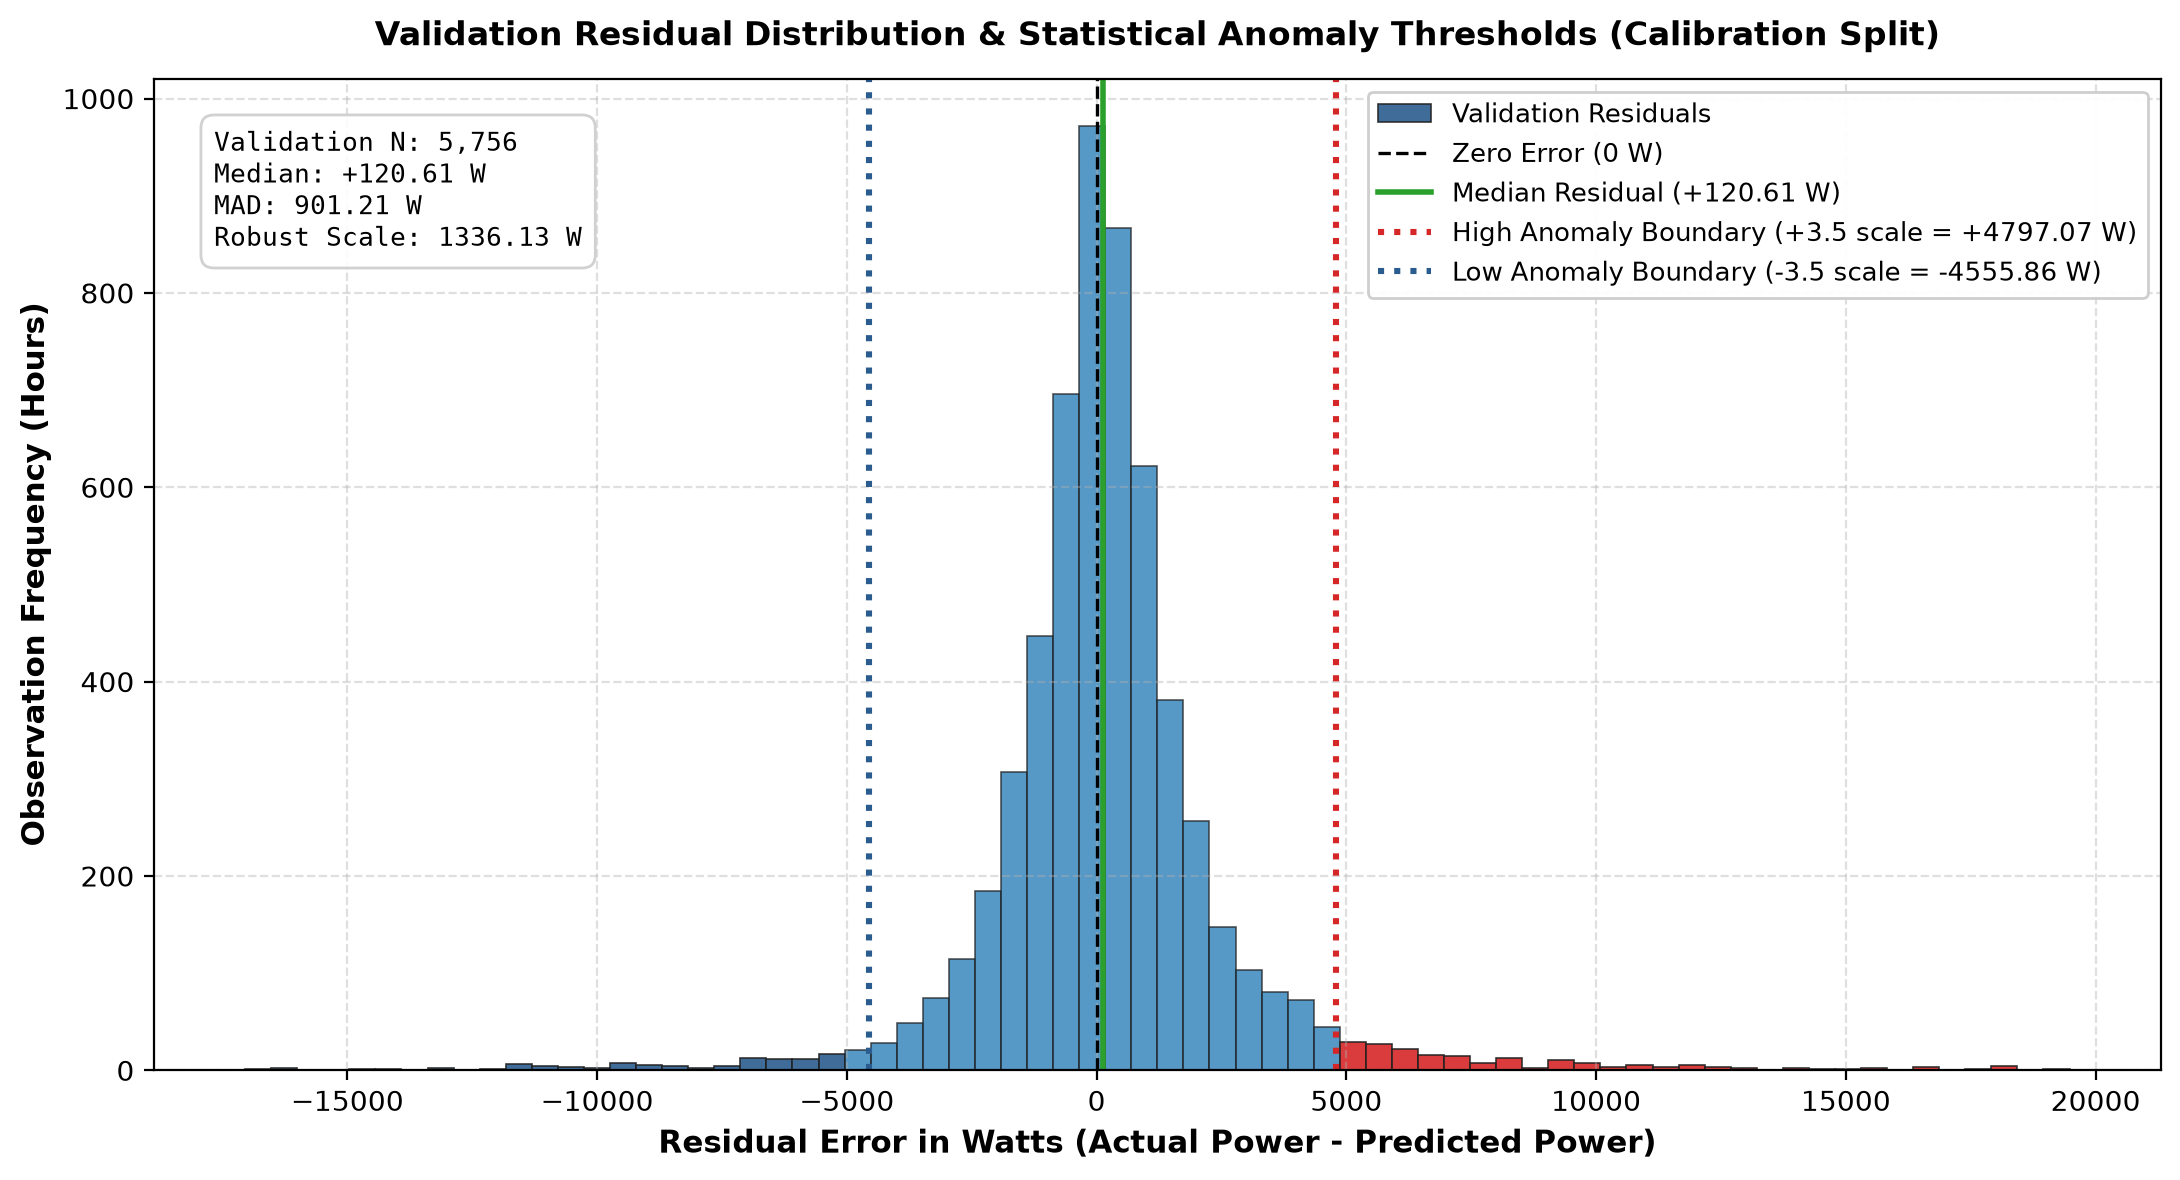 Validation Residual Distribution & Statistical Anomaly Thresholds (Calibration Split)
Validation N: 5,756
Median: +120.61 W
MAD: 901.21 W
Robust Scale: 1336.13 W
Validation Residuals
Zero Error (0 W)
Median Residual (+120.61 W)
High Anomaly Boundary (+3.5 scale = +4797.07 W)
Low Anomaly Boundary (-3.5 scale = -4555.86 W)
Observation Frequency (Hours)
1000
800
600
400
200
0
−15000 −10000 −5000 0 5000 10000 15000 20000
Residual Error in Watts (Actual Power - Predicted Power)